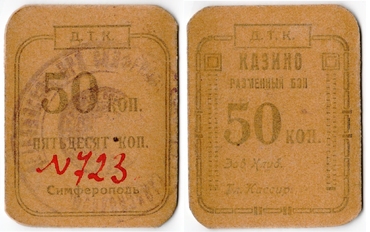 Д.Т.К.
50 КОП.
ПЯТЬДЕСЯТ КОП.
№723
Симферополь
Д.Т.К.
КАЗИНО
РАЗМЕННЫЙ БОН
50 КОП.
Зав. Клуб.
Гл. Кассир.